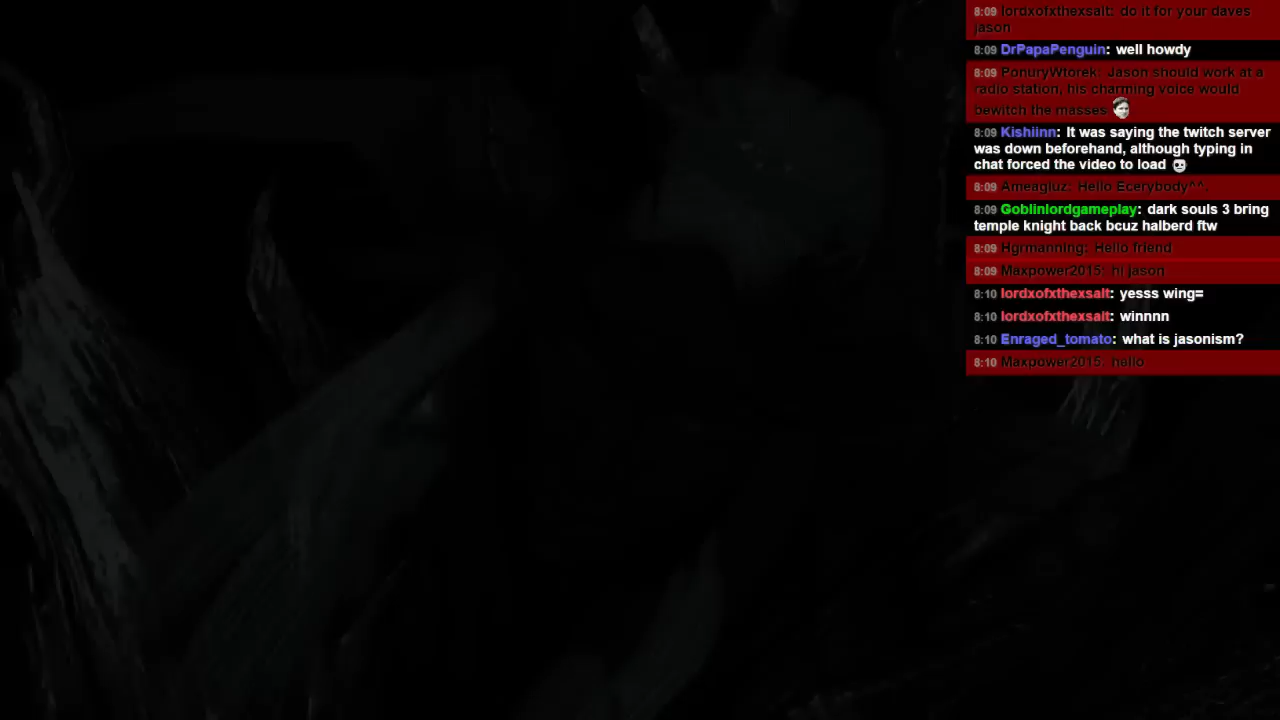 8:09 lordxofxthexsalt: do it for your daves
jason
8:09 DrPapaPenguin: well howdy
8:09 PonuryWtorek: Jason should work at a
radio station, his charming voice would
bewitch the masses
8:09 Kishiinn: It was saying the twitch server
was down beforehand, although typing in
chat forced the video to load
8:09 Ameagluz: Hello Ecerybody^^.
8:09 Goblinlordgameplay: dark souls 3 bring
temple knight back bcuz halberd ftw
8:09 Hgrmanning: Hello friend
8:09 Maxpower2015: hi jason
8:10 lordxofxthexsalt: yesss wing=
8:10 lordxofxthexsalt: winnnn
8:10 Enraged_tomato: what is jasonism?
8:10 Maxpower2015: hello